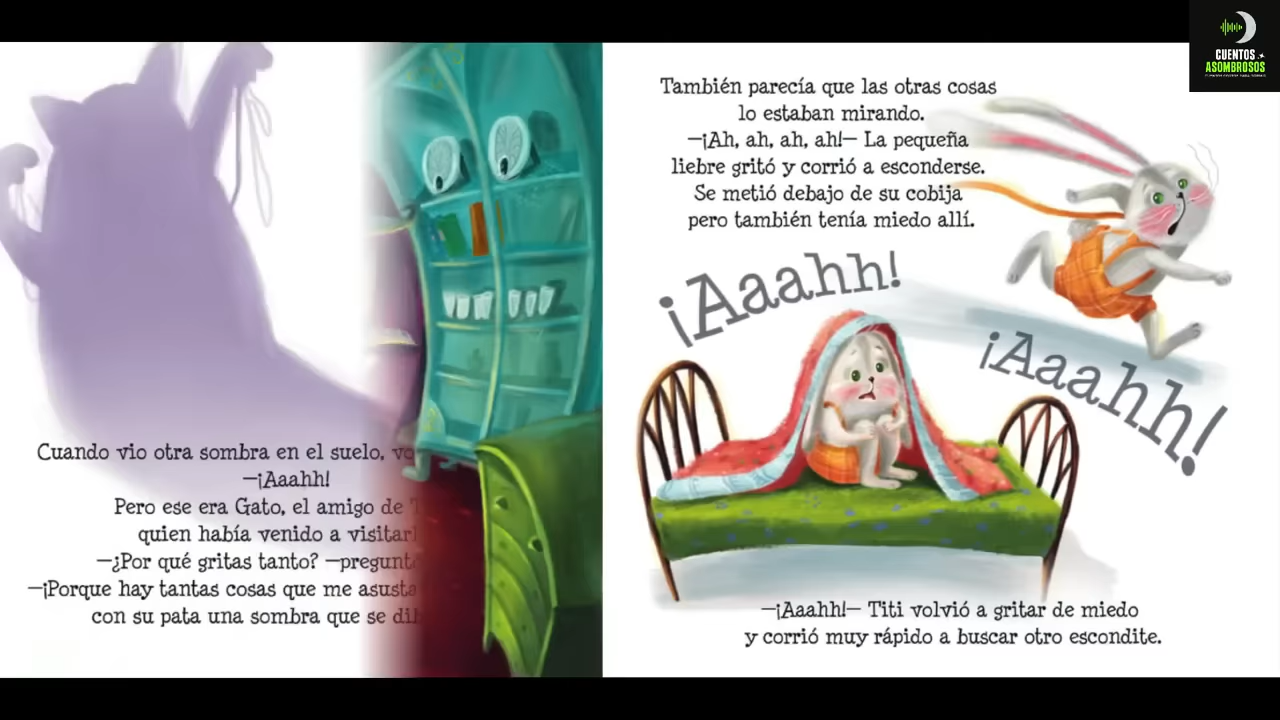 Cuando vio otra sombra en el suelo,
—¡Aaahh!
Pero ese era Gato, el amigo de
quien había venido a visitar
—¿Por qué gritas tanto? —pregunt
—¡Porque hay tantas cosas que me asusta
con su pata una sombra que se
También parecía que las otras cosas
lo estaban mirando.
—¡Ah, ah, ah, ah!— La pequeña
liebre gritó y corrió a esconderse.
Se metió debajo de su cobija
pero también tenía miedo allí.
¡Aaahh!
¡Aaahh!
—¡Aaahh!— Titi volvió a gritar de miedo
y corrió muy rápido a buscar otro escondite.
CUENTOS
ASOMBROSOS